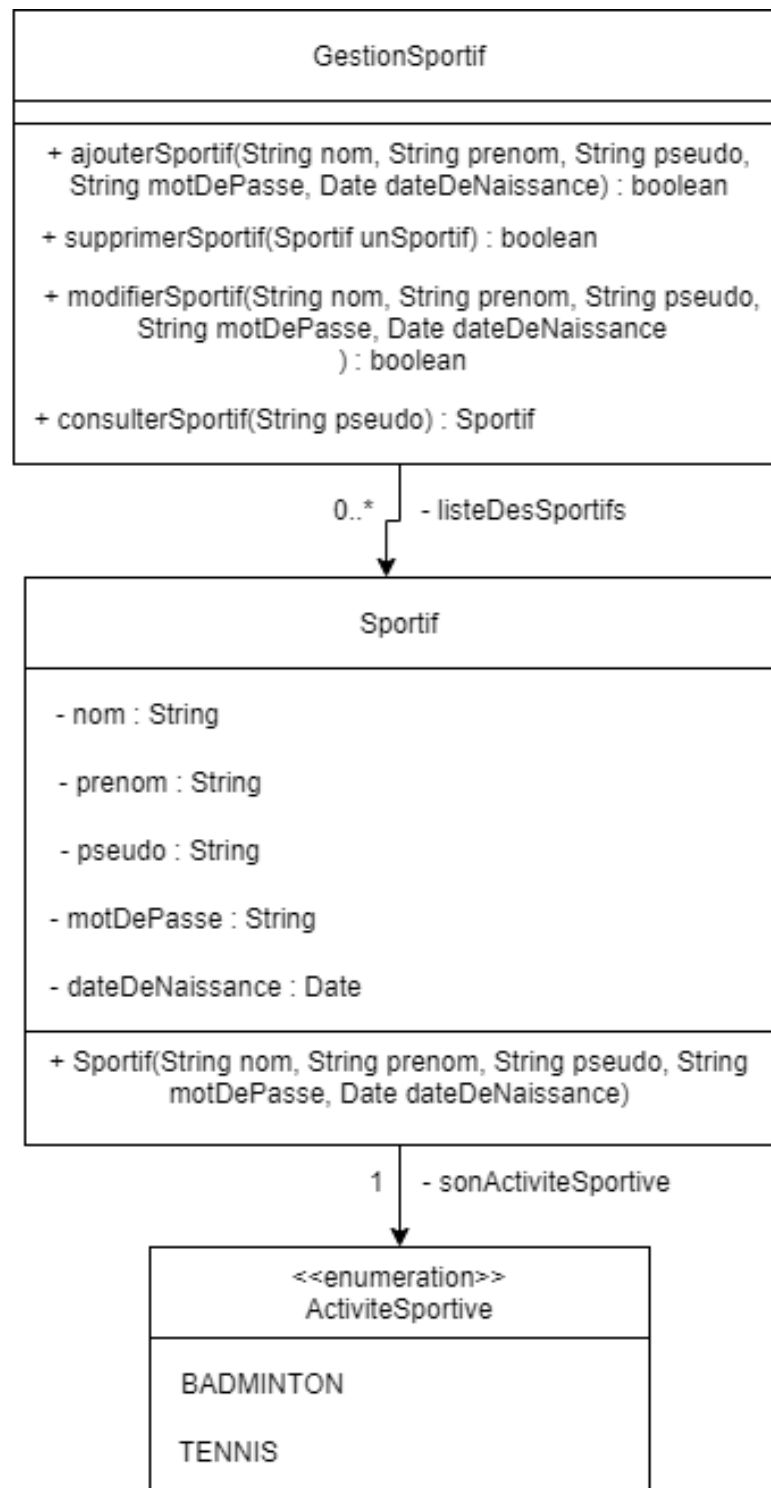 GestionSportif
+ ajouterSportif(String nom, String prenom, String pseudo,
String motDePasse, Date dateDeNaissance) : boolean
+ supprimerSportif(Sportif unSportif) : boolean
+ modifierSportif(String nom, String prenom, String pseudo,
String motDePasse, Date dateDeNaissance
) : boolean
+ consulterSportif(String pseudo) : Sportif
0..* - listeDesSportifs
Sportif
- nom : String
- prenom : String
- pseudo : String
- motDePasse : String
- dateDeNaissance : Date
+ Sportif(String nom, String prenom, String pseudo, String
motDePasse, Date dateDeNaissance)
1 - sonActiviteSportive
<<enumeration>>
ActiviteSportive
BADMINTON
TENNIS